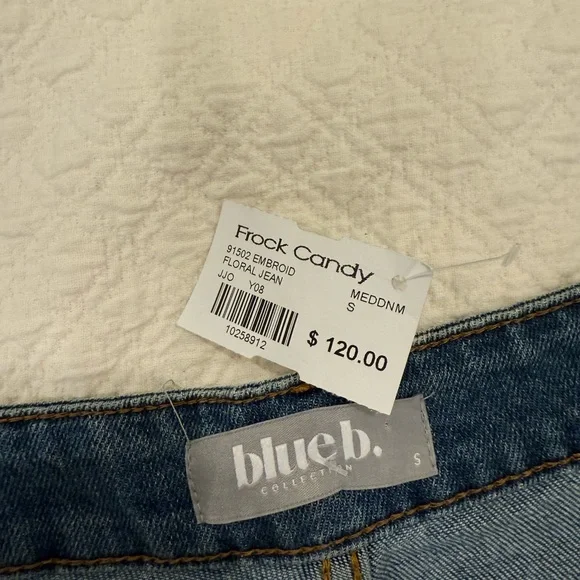 Frock Candy
91502 EMBROID
FLORAL JEAN
JJO Y08
MEDDNM
S
10258912
$ 120.00
blue b.
COLLECTION
S